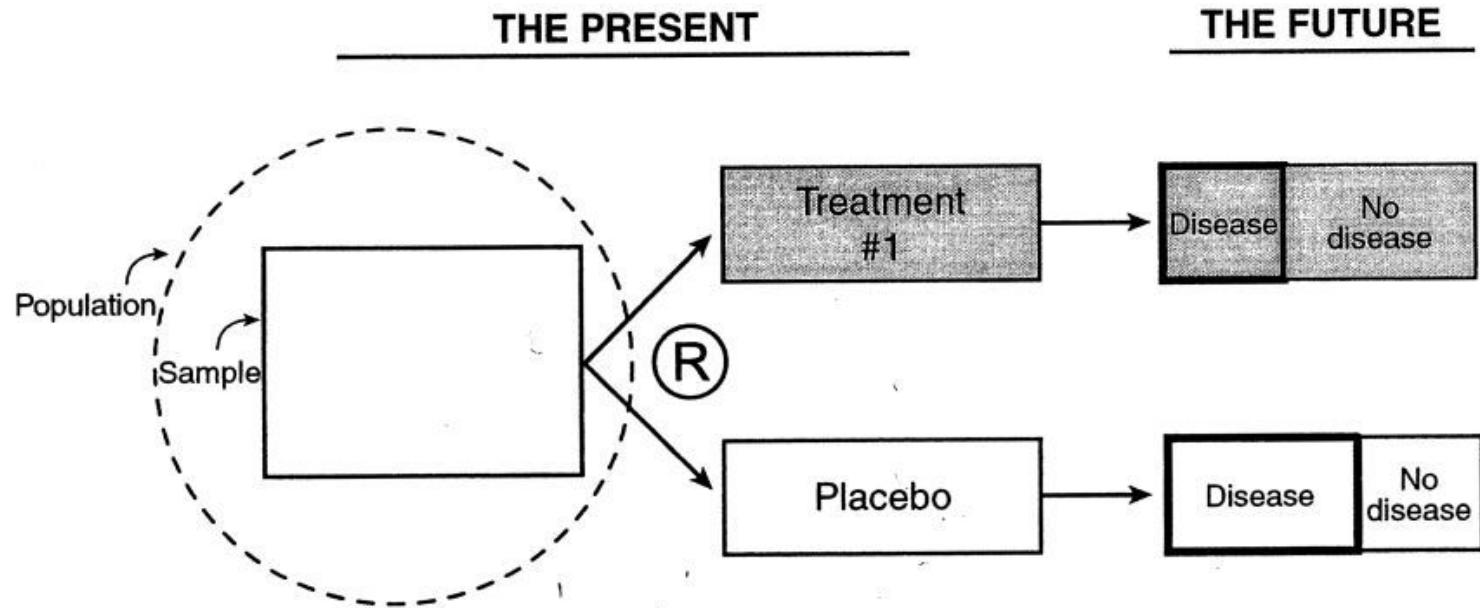 THE PRESENT
THE FUTURE
Population
Sample
R
Treatment
#1
Disease
No
disease
Placebo
Disease
No
disease